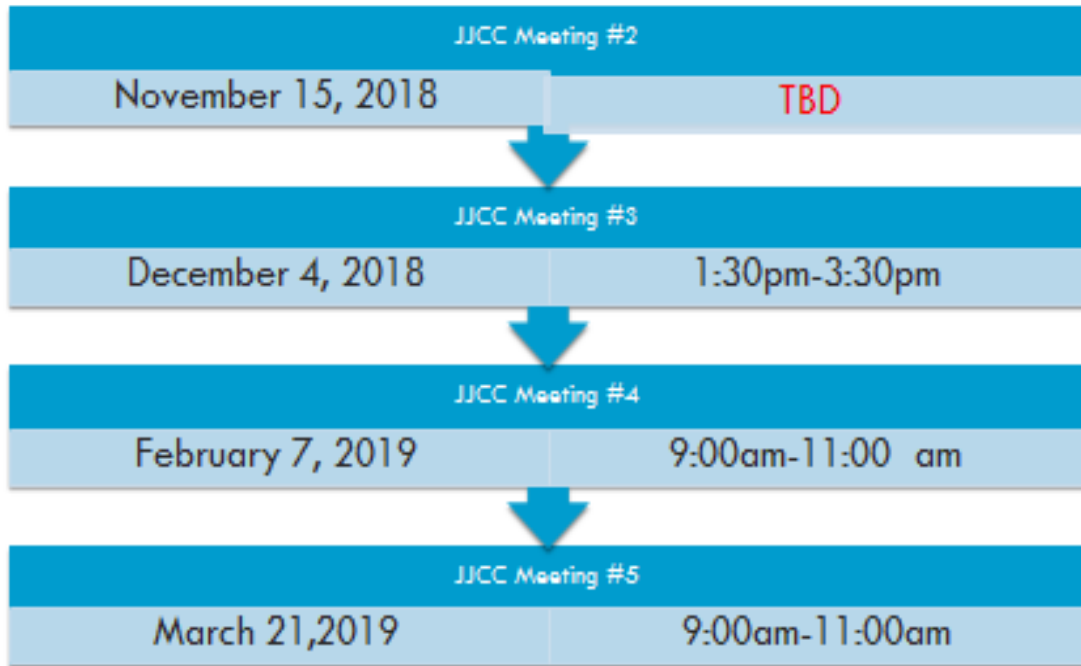 JJCC Meeting #2
November 15, 2018 TBD
JJCC Meeting #3
December 4, 2018 1:30pm-3:30pm
JJCC Meeting #4
February 7, 2019 9:00am-11:00 am
JJCC Meeting #5
March 21,2019 9:00am-11:00am